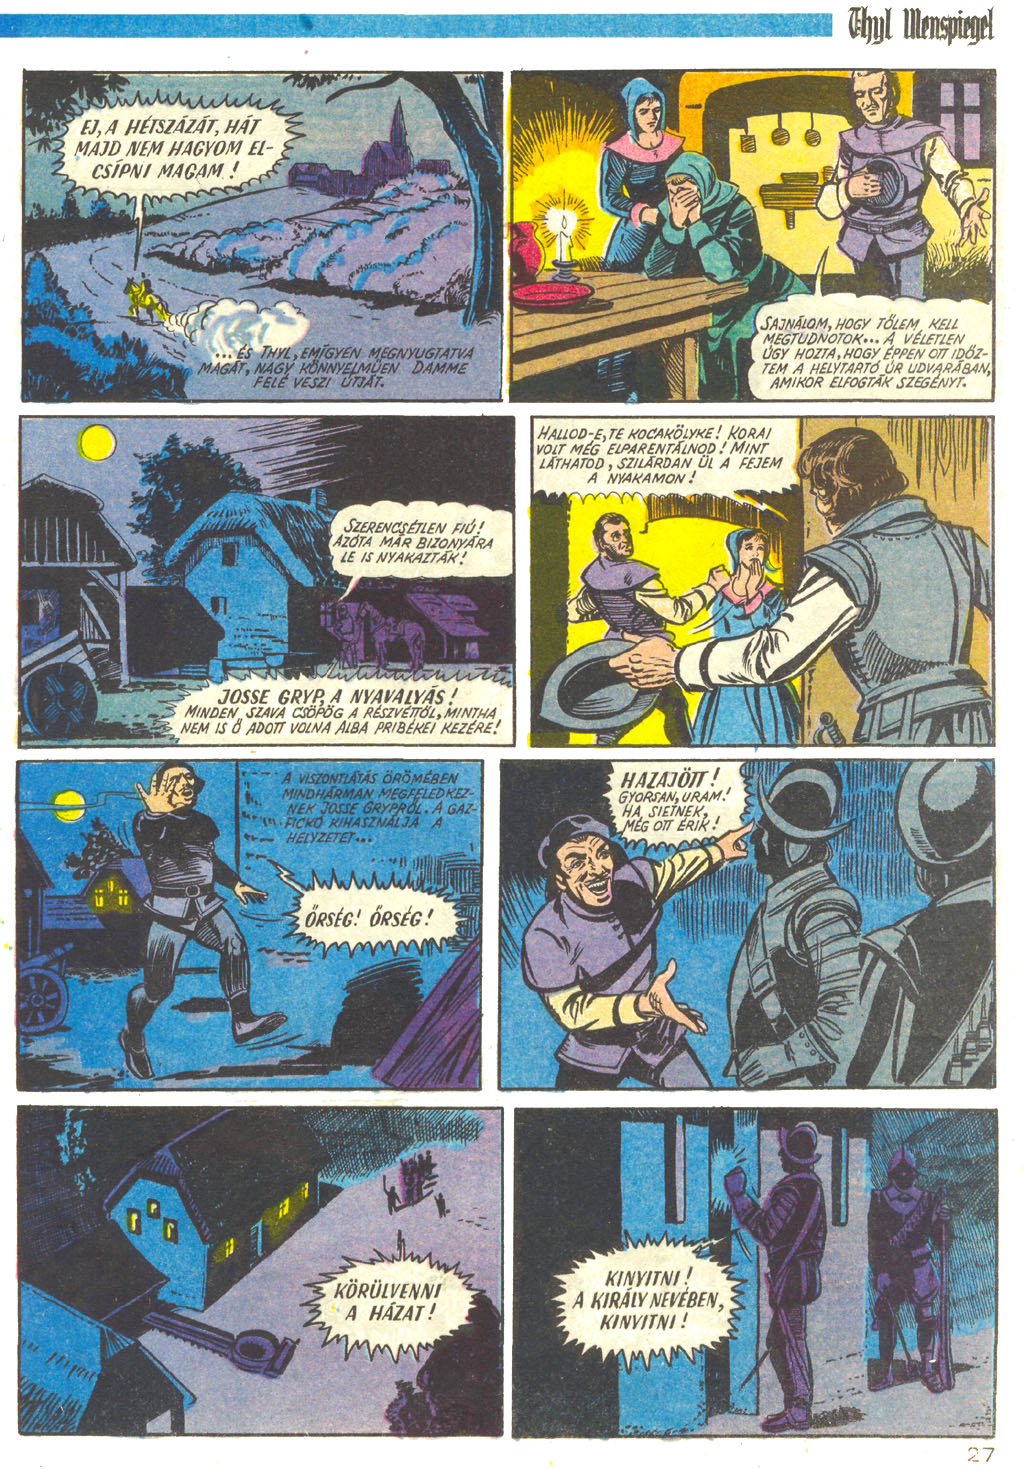 Thyl Ulenspiegel
EJ, A HÉTSZÁZÁT, HÁT
MAJD NEM HAGYOM EL-
CSÍPNI MAGAM!
...ÉS THYL, EMÍGYEN MEGNYUGTATVA
MAGÁT, NAGY KÖNNYELMŰEN DAMME
FELÉ VESZI ÚTJÁT.
SAJNÁLOM, HOGY TŐLEM KELL
MEGTUDNOTOK... A VÉLETLEN
ÚGY HOZTA, HOGY ÉPPEN OTT IDŐZ-
TEM A HELYTARTÓ ÚR UDVARÁBAN,
AMIKOR ELFOGTÁK SZEGÉNYT.
SZERENCSÉTLEN FIÚ!
AZÓTA MÁR BIZONYÁRA
LE IS NYAKAZTÁK!
JOSSE GRYP, A NYAVALYÁS!
MINDEN SZAVA CSÖPÖG A RÉSZVÉTTŐL, MINTHA
NEM IS Ő ADOTT VOLNA ALBA PRIBÉKEI KEZÉRE!
HALLOD-E, TE KOCAKÖLYKE! KORAI
VOLT MÉG ELPARENTÁLNOD! MINT
LÁTHATOD, SZILÁRDAN ÜL A FEJEM
A NYAKAMON!
A VISZONTLÁTÁS ÖRÖMÉBEN
MINDHÁRMAN MEGFELEDKEZ-
NEK JOSSE GRYPRŐL. A GAZ-
FICKÓ KIHASZNÁLJA A
HELYZETET...
ŐRSÉG! ŐRSÉG!
HAZAJÖTT!
GYORSAN, URAM!
HA SIETNEK,
MÉG OTT ÉRIK!
KÖRÜLVENNI
A HÁZAT!
KINYITNI!
A KIRÁLY NEVÉBEN,
KINYITNI!
27